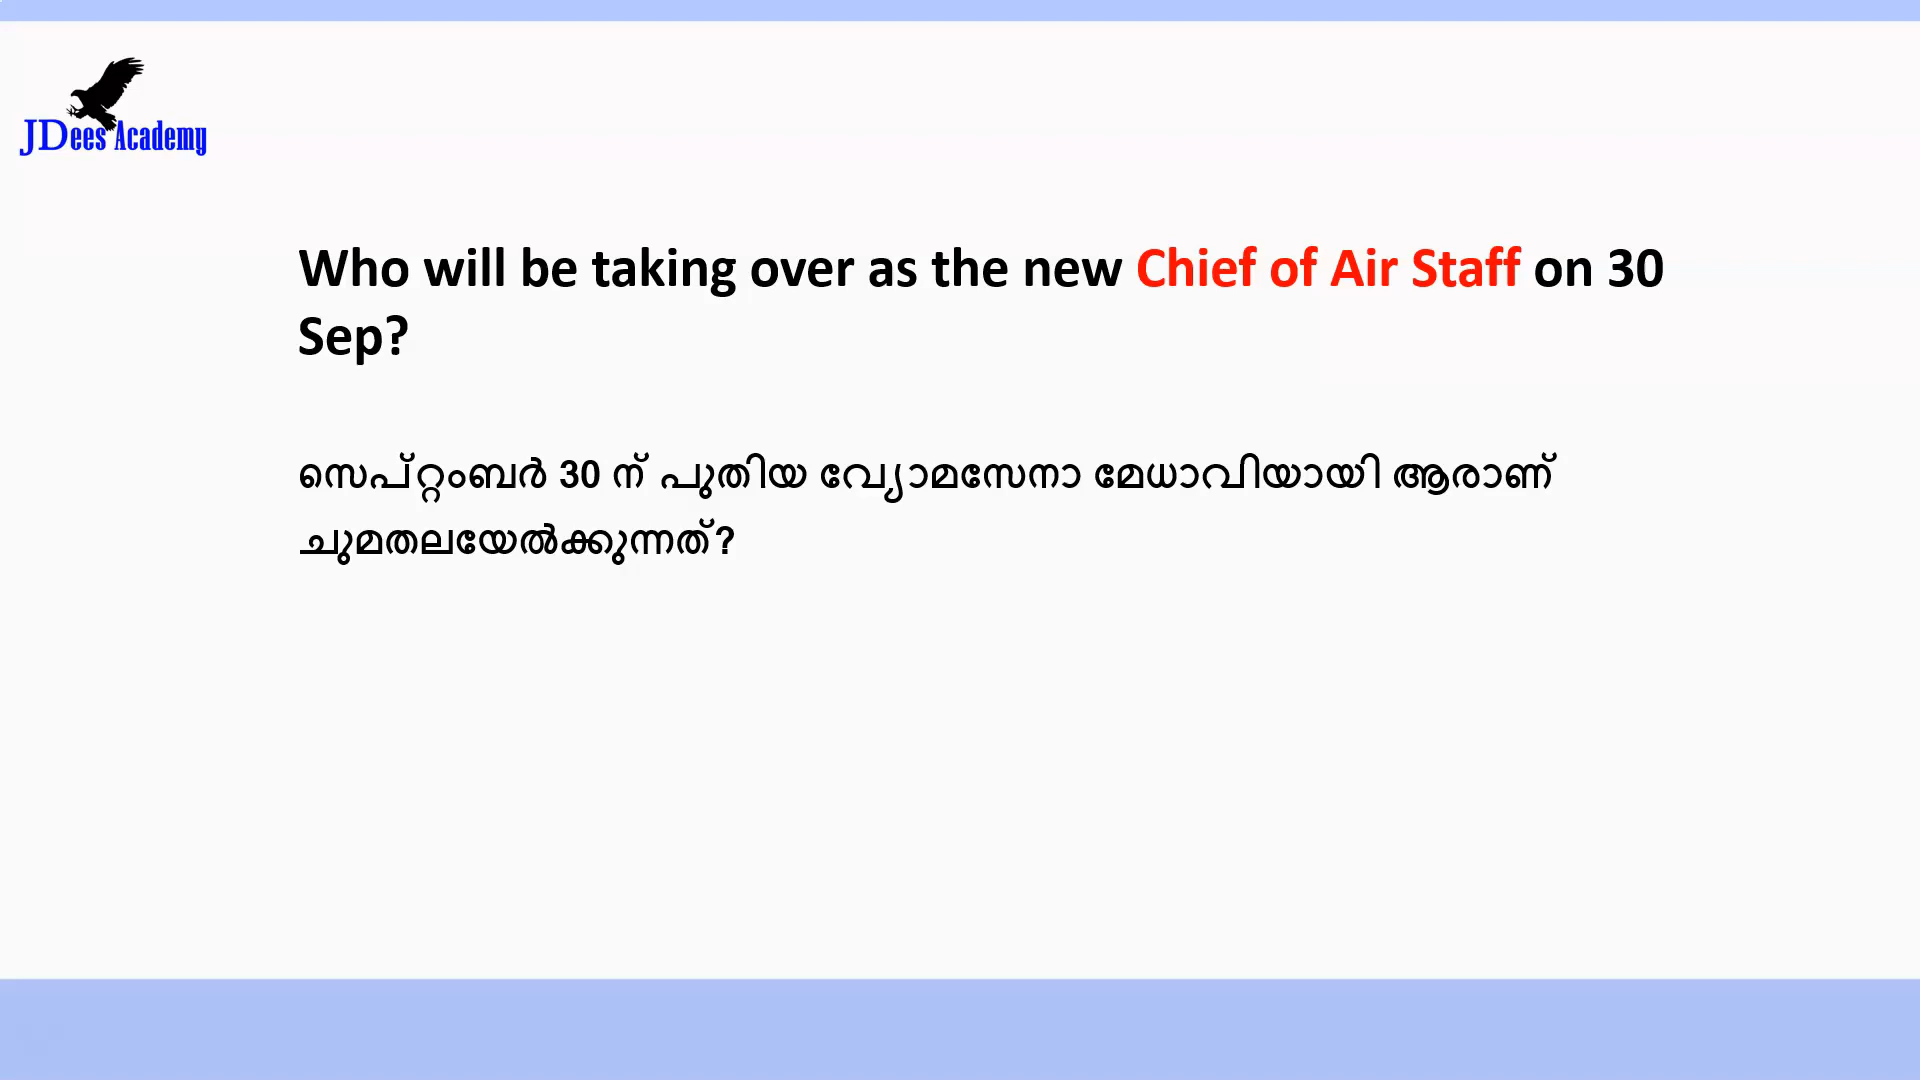 JDees Academy
Who will be taking over as the new Chief of Air Staff on 30
Sep?
സെപ്റ്റംബർ 30 ന് പുതിയ വ്യോമസേനാ മേധാവിയായി ആരാണ്
ചുമതലയേൽക്കുന്നത്?